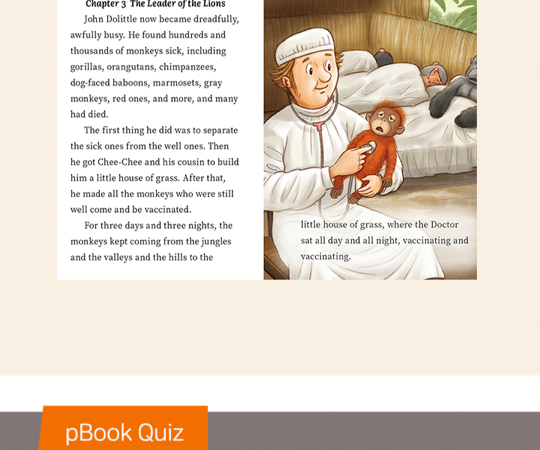 Chapter 3 The Leader of the Lions
John Dolittle now became dreadfully,
awfully busy. He found hundreds and
thousands of monkeys sick, including
gorillas, orangutans, chimpanzees,
dog-faced baboons, marmosets, gray
monkeys, red ones, and more, and many
had died.
The first thing he did was to separate
the sick ones from the well ones. Then
he got Chee-Chee and his cousin to build
him a little house of grass. After that,
he made all the monkeys who were still
well come and be vaccinated.
For three days and three nights, the
monkeys kept coming from the jungles
and the valleys and the hills to the
little house of grass, where the Doctor
sat all day and all night, vaccinating and
vaccinating.
pBook Quiz